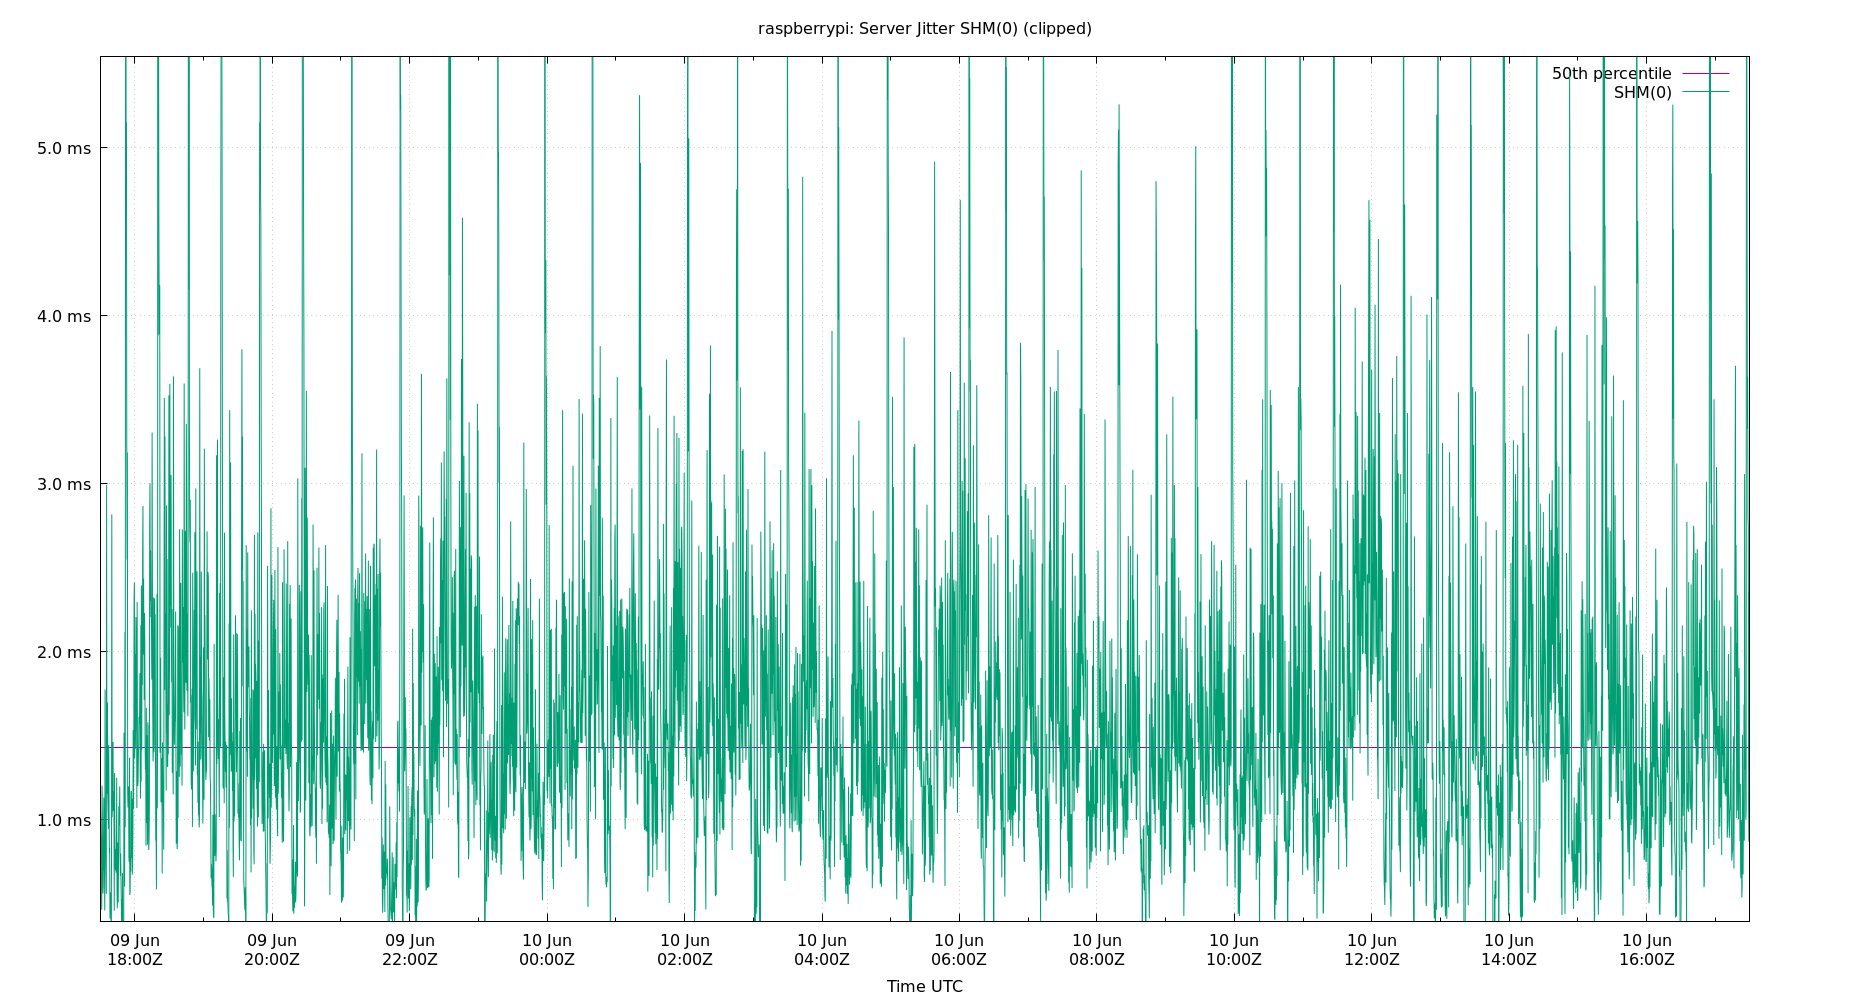 raspberrypi: Server Jitter SHM(0) (clipped)
50th percentile
SHM(0)
5.0 ms
4.0 ms
3.0 ms
2.0 ms
1.0 ms
09 Jun 09 Jun 09 Jun 10 Jun 10 Jun 10 Jun 10 Jun 10 Jun 10 Jun 10 Jun 10 Jun 10 Jun
18:00Z 20:00Z 22:00Z 00:00Z 02:00Z 04:00Z 06:00Z 08:00Z 10:00Z 12:00Z 14:00Z 16:00Z
Time UTC